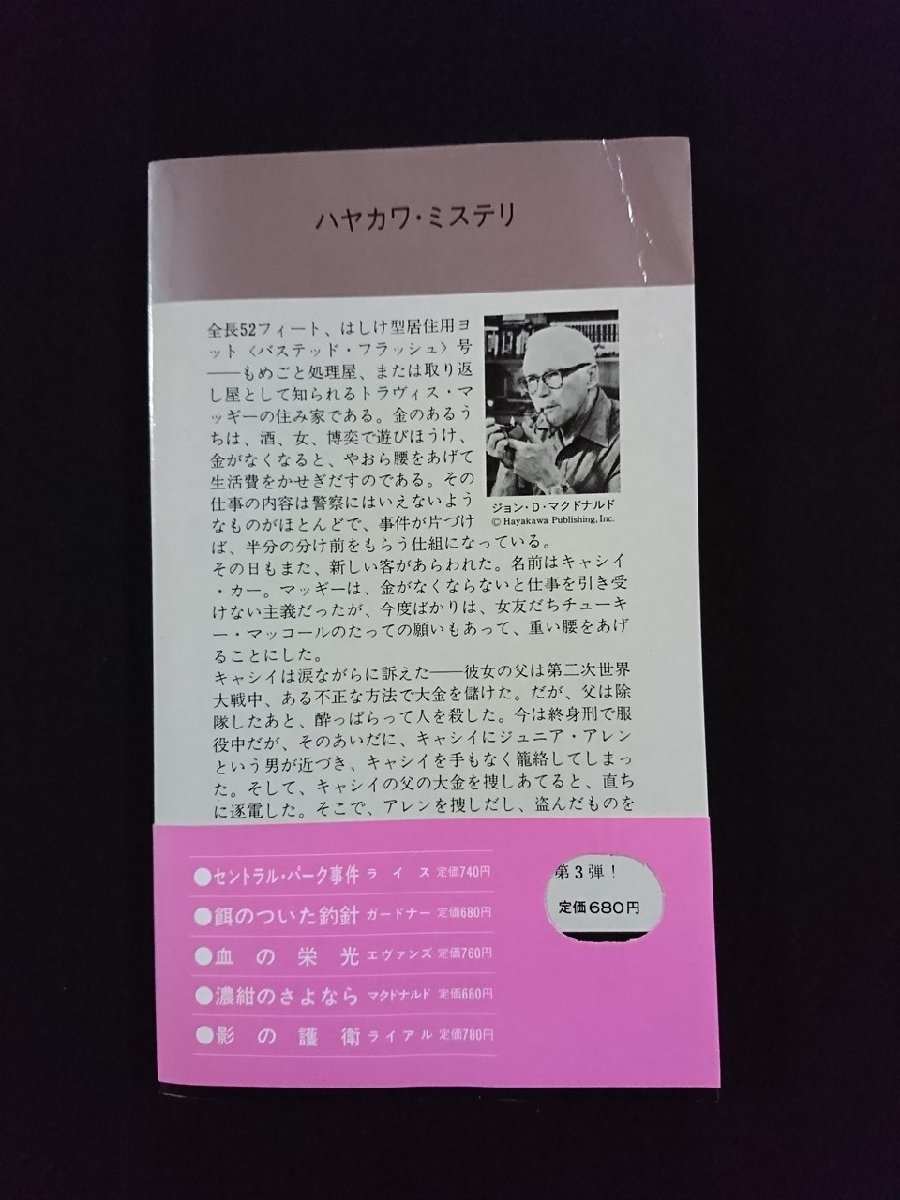 ハヤカワ・ミステリ
全長52フィート、はしけ型居住用ヨ
ット〈バステッド・フラッシュ〉号
――もめごと処理屋、または取り返
し屋として知られるトラヴィス・マ
ッギーの住み家である。金のあるう
ちは、酒、女、博奕で遊びほうけ、
金がなくなると、やおら腰をあげて
生活費をかせぎだすのである。その
仕事の内容は警察にはいえないよう
なものがほとんどで、事件が片づけ
ば、半分の分け前をもらう仕組になっている。
その日もまた、新しい客があらわれた。名前はキャシイ
・カー。マッギーは、金がなくならないと仕事を引き受
けない主義だったが、今度ばかりは、女友だちチューキ
ー・マッコールのたっての願いもあって、重い腰をあげ
ることにした。
キャシイは涙ながらに訴えた――彼女の父は第二次世界
大戦中、ある不正な方法で大金を儲けた。だが、父は除
隊したあと、酔っぱらって人を殺した。今は終身刑で服
役中だが、そのあいだに、キャシイにジュニア・アレン
という男が近づき、キャシイを手もなく籠絡してしまっ
た。そして、キャシイの父の大金を捜しあてると、直ち
に逐電した。そこで、アレンを捜しだし、盗んだものを
ジョン・D・マクドナルド
© Hayakawa Publishing, Inc.
●セントラル・パーク事件 ライス 定価740円
●餌のついた釣針 ガードナー 定価680円
●血の栄光 エヴァンズ 定価760円
●濃紺のさよなら マクドナルド 定価680円
●影の護衛 ライアル 定価780円
第3弾!
定価680円